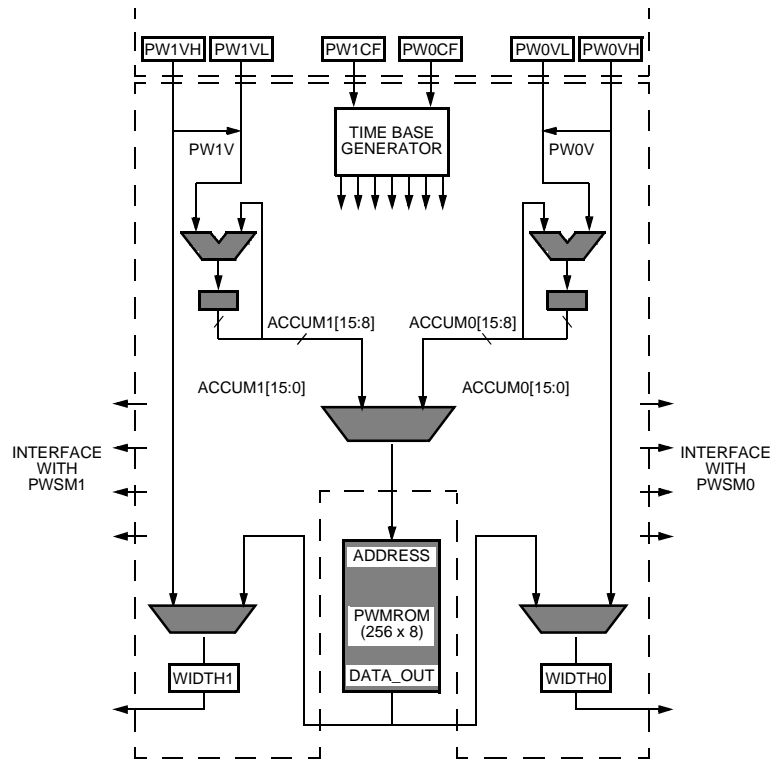 PW1VH PW1VL PW1CF PW0CF PW0VL PW0VH
TIME BASE
GENERATOR
PW1V
PW0V
ACCUM1[15:8]
ACCUM0[15:8]
ACCUM1[15:0]
ACCUM0[15:0]
INTERFACE
WITH
PWSM1
INTERFACE
WITH
PWSM0
ADDRESS
PWMROM
(256 x 8)
DATA_OUT
WIDTH1
WIDTH0